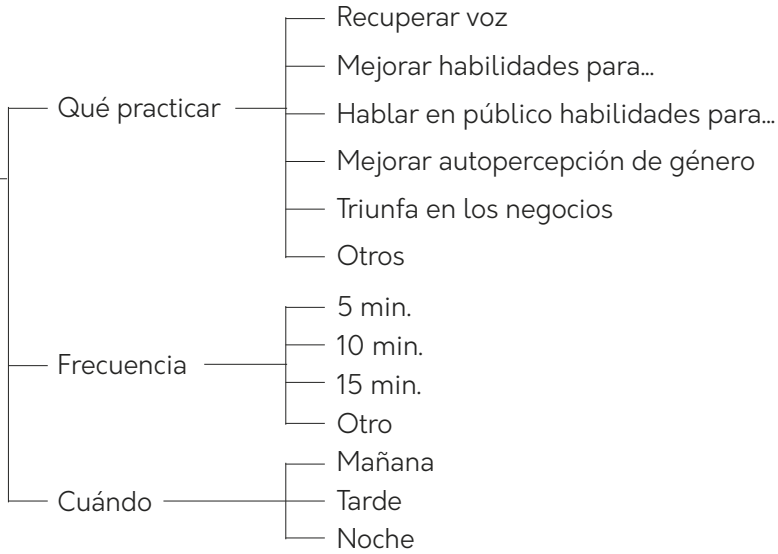 Qué practicar
Recuperar voz
Mejorar habilidades para...
Hablar en público habilidades para...
Mejorar autopercepción de género
Triunfa en los negocios
Otros
Frecuencia
5 min.
10 min.
15 min.
Otro
Cuándo
Mañana
Tarde
Noche